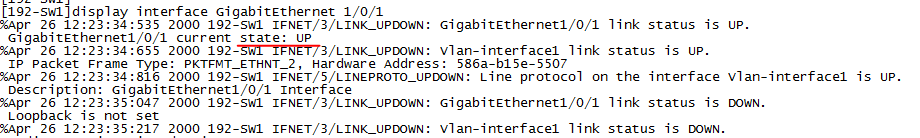 [192-SW1]display interface GigabitEthernet 1/0/1
%Apr 26 12:23:34:535 2000 192-SW1 IFNET/3/LINK_UPDOWN: GigabitEthernet1/0/1 link status is UP.
 GigabitEthernet1/0/1 current state: UP
%Apr 26 12:23:34:655 2000 192-SW1 IFNET/3/LINK_UPDOWN: Vlan-interface1 link status is UP.
 IP Packet Frame Type: PKTFMT_ETHNT_2, Hardware Address: 586a-b15e-5507
%Apr 26 12:23:34:816 2000 192-SW1 IFNET/5/LINEPROTO_UPDOWN: Line protocol on the interface Vlan-interface1 is UP.
 Description: GigabitEthernet1/0/1 Interface
%Apr 26 12:23:35:047 2000 192-SW1 IFNET/3/LINK_UPDOWN: GigabitEthernet1/0/1 link status is DOWN.
 Loopback is not set
%Apr 26 12:23:35:217 2000 192-SW1 IFNET/3/LINK_UPDOWN: Vlan-interface1 link status is DOWN.